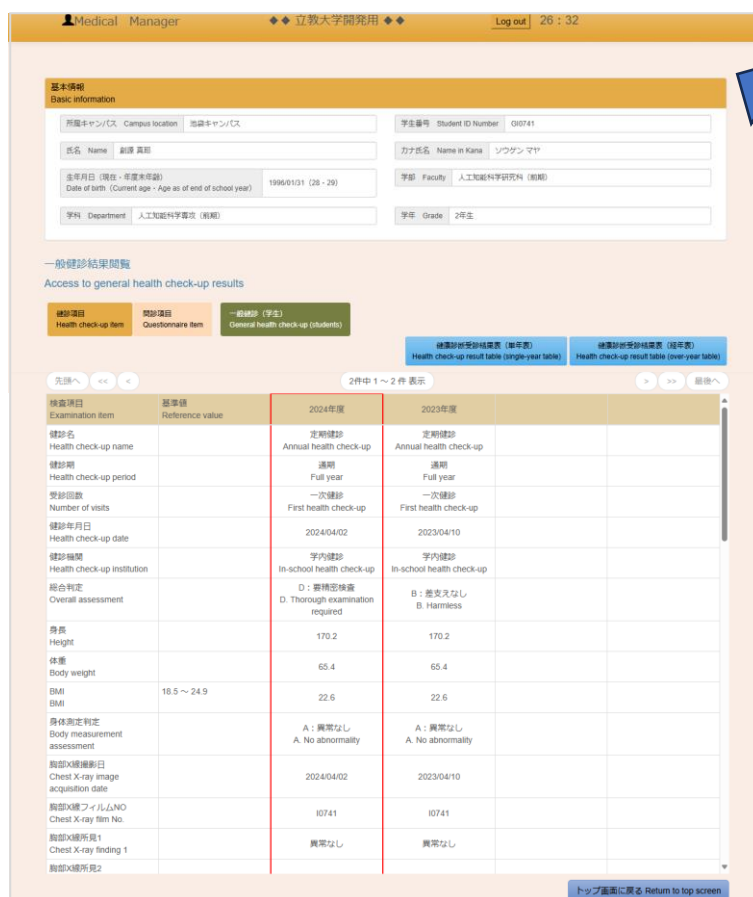 Medical Manager
◆◆ 立教大学開発用 ◆◆
Log out 26 : 32
基本情報
Basic information
所属キャンパス Campus location 池袋キャンパス
学生番号 Student ID Number GI0741
氏名 Name 創源 真耶
カナ氏名 Name in Kana ソウゲン マヤ
生年月日 (現在 - 年度末年齢)
Date of birth (Current age - Age as of end of school year)
1996/01/31 (28 - 29)
学部 Faculty 人工知能科学研究科 (前期)
学科 Department 人工知能科学専攻 (前期)
学年 Grade 2年生
一般健診結果閲覧
Access to general health check-up results
健診項目
Health check-up item
問診項目
Questionnaire item
一般健診 (学生)
General health check-up (students)
健康診断受診結果表 (単年表)
Health check-up result table (single-year table)
健康診断受診結果表 (経年表)
Health check-up result table (over-year table)
先頭へ << <
2件中 1 ~ 2 件 表示
> >> 最後へ
検査項目
Examination item
基準値
Reference value
2024年度
2023年度
健診名
Health check-up name
定期健診
Annual health check-up
定期健診
Annual health check-up
健診期
Health check-up period
通期
Full year
通期
Full year
受診回数
Number of visits
一次健診
First health check-up
一次健診
First health check-up
健診年月日
Health check-up date
2024/04/02
2023/04/10
健診機関
Health check-up institution
学内健診
In-school health check-up
学内健診
In-school health check-up
総合判定
Overall assessment
D:要精密検査
D. Thorough examination
required
B:差支えなし
B. Harmless
身長
Height
170.2
170.2
体重
Body weight
65.4
65.4
BMI
BMI
18.5 ~ 24.9
22.6
22.6
身体測定判定
Body measurement
assessment
A:異常なし
A. No abnormality
A:異常なし
A. No abnormality
胸部X線撮影日
Chest X-ray image
acquisition date
2024/04/02
2023/04/10
胸部X線フィルムNO
Chest X-ray film No.
I0741
I0741
胸部X線所見1
Chest X-ray finding 1
異常なし
異常なし
胸部X線所見2
トップ画面に戻る Return to top screen